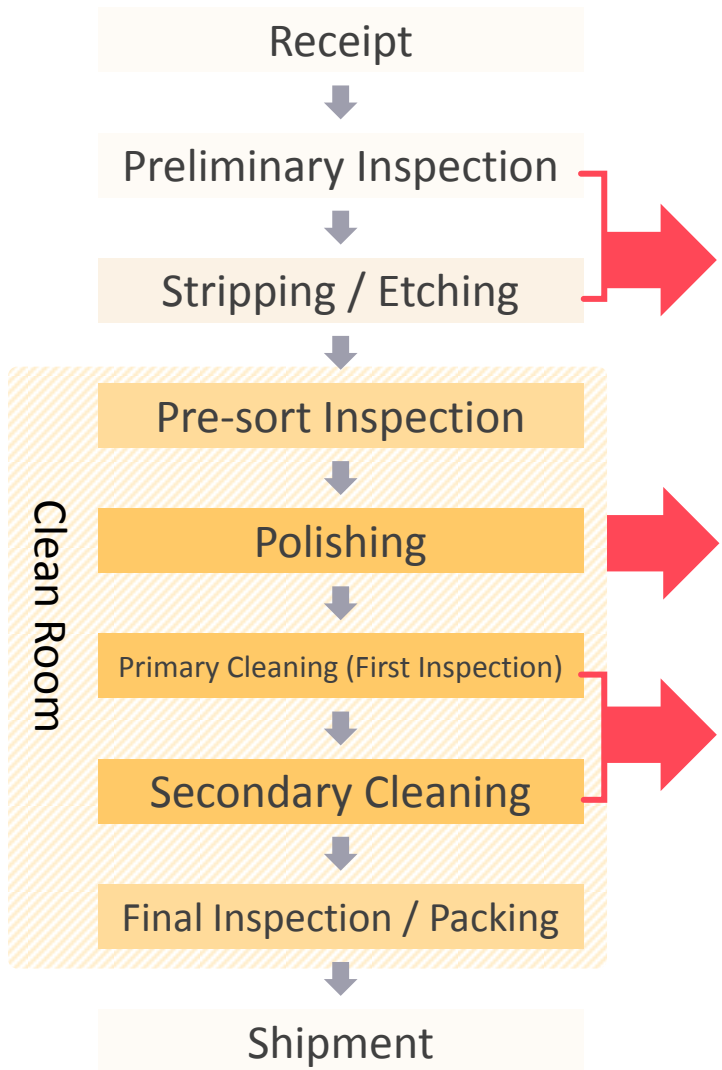 Receipt
Preliminary Inspection
Stripping / Etching
Pre-sort Inspection
Polishing
Clean Room
Primary Cleaning (First Inspection)
Secondary Cleaning
Final Inspection / Packing
Shipment